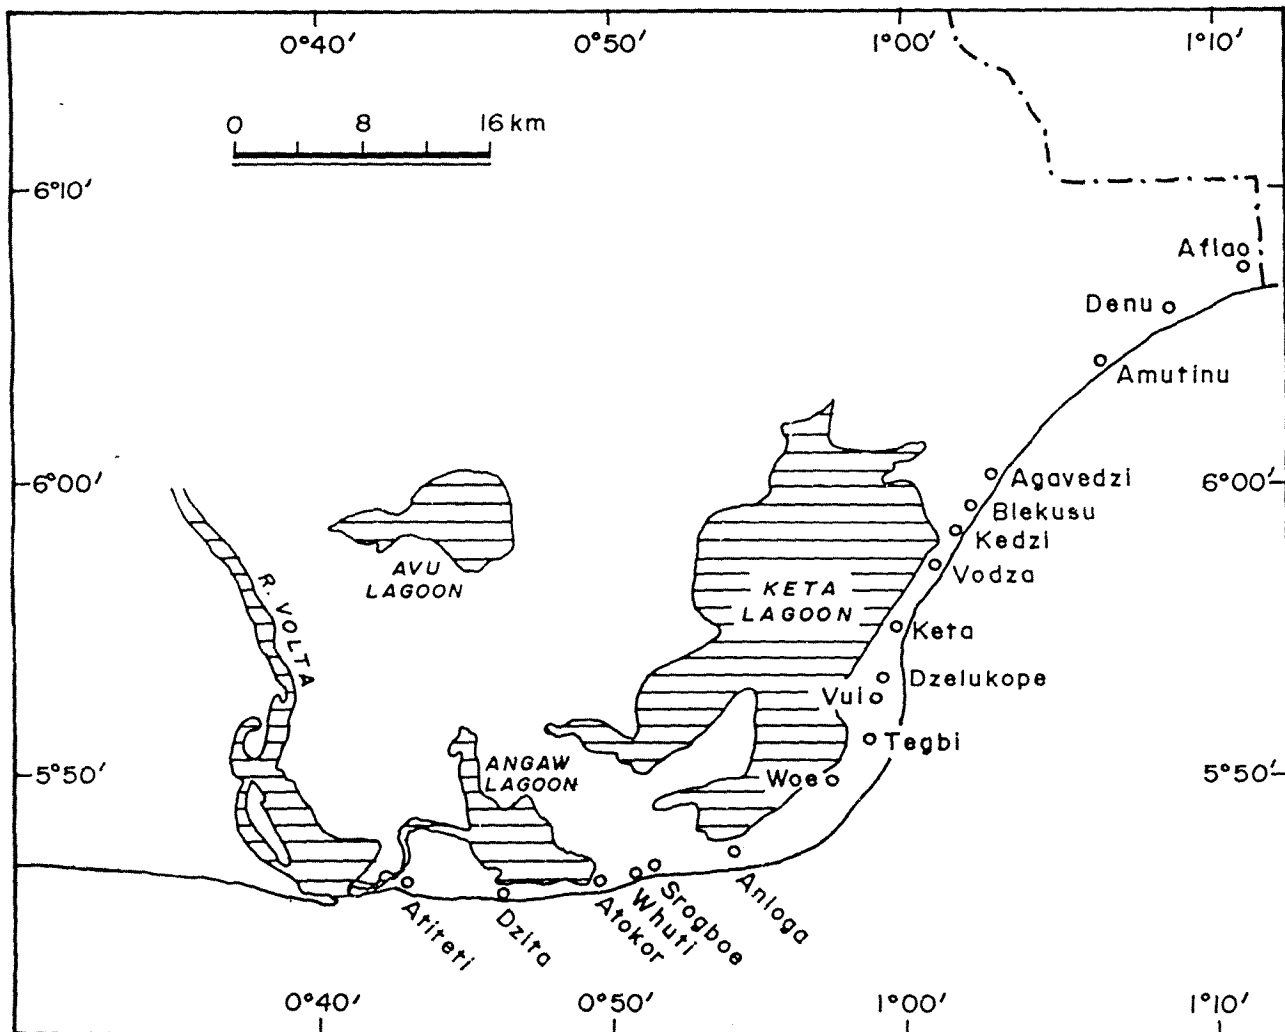 0°40′ 0°50′ 1°00′ 1°10′
0 8 16 km
6°10′
Aflao
Denu
Amutinu
6°00′ 6°00′
Agavedzi
Blekusu
Kedzi
Vodza
AVU
LAGOON
R. VOLTA
KETA
LAGOON
Keta
Dzelukope
Vui
Tegbi
5°50′ 5°50′
ANGAW
LAGOON
Woe
Atiteti
Dzita
Atokor
Whuti
Srogboe
Anloga
0°40′ 0°50′ 1°00′ 1°10′